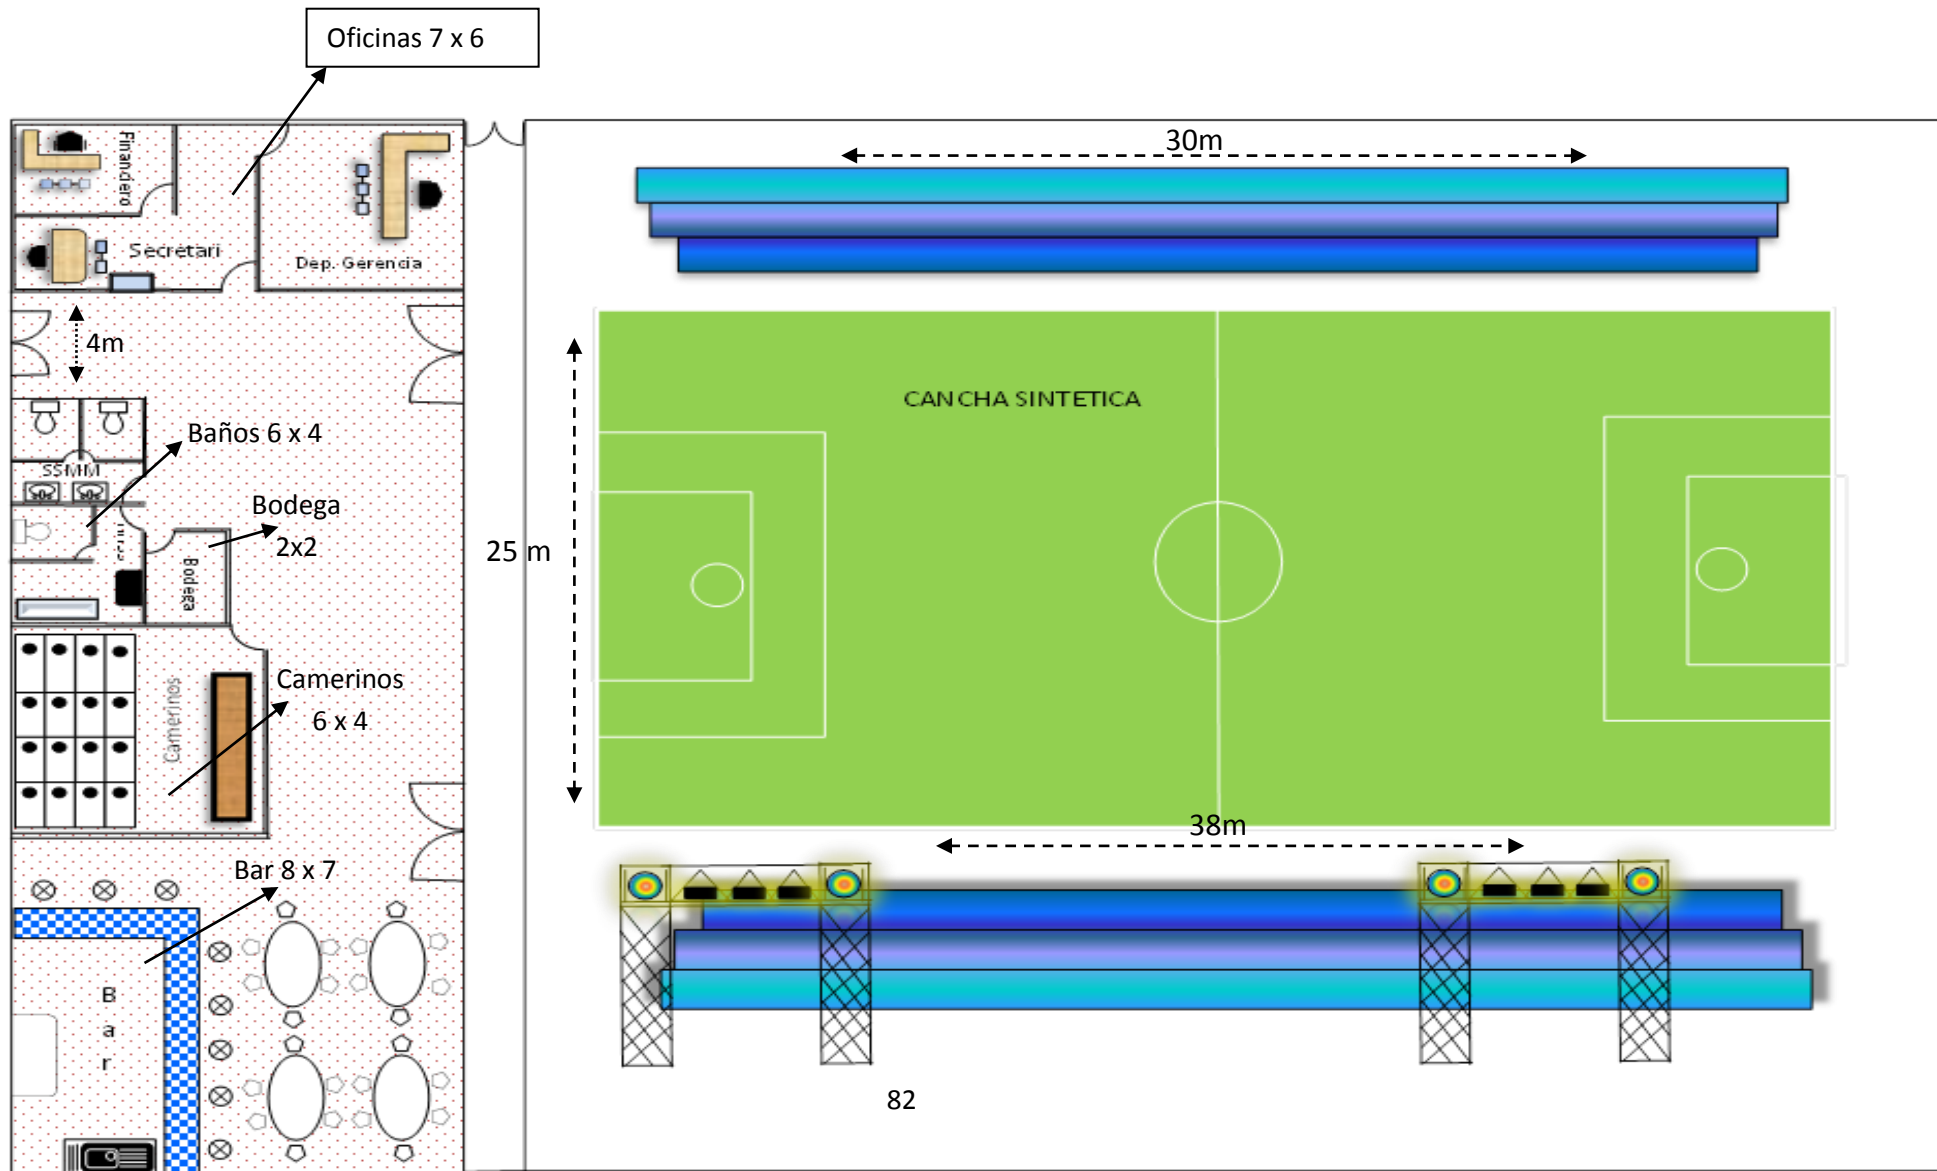 Oficinas 7 x 6
30m
Financiero
Secretari
Dep. Gerencia
4m
CANCHA SINTETICA
Baños 6 x 4
SSMM
Bodega
2x2
25 m
Bodega
Camerinos
6 x 4
Camerinos
38m
Bar 8 x 7
B
a
r
82